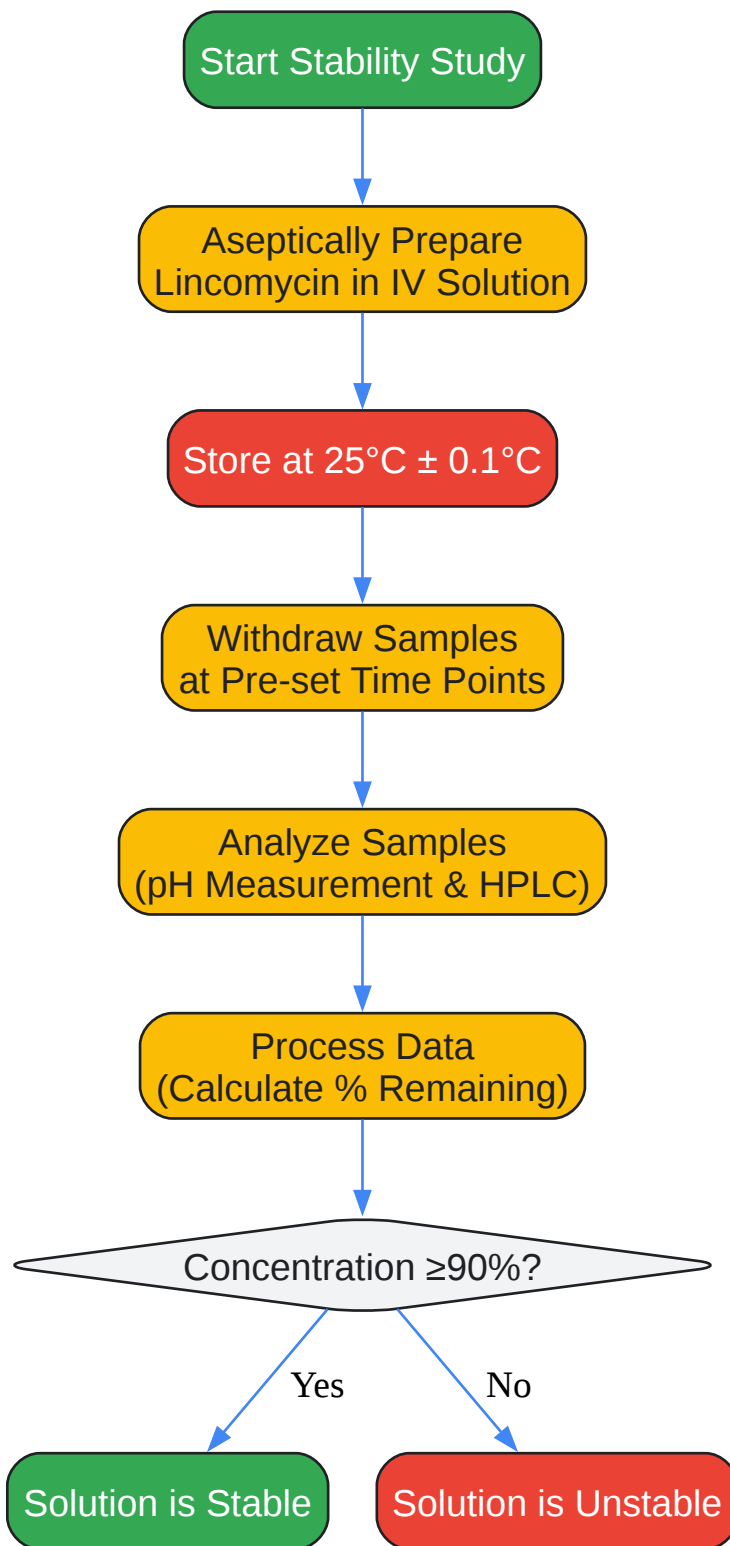 Start Stability Study
Aseptically Prepare
Lincomycin in IV Solution
Store at 25°C ± 0.1°C
Withdraw Samples
at Pre-set Time Points
Analyze Samples
(pH Measurement & HPLC)
Process Data
(Calculate % Remaining)
Concentration ≥90%?
Yes
No
Solution is Stable
Solution is Unstable